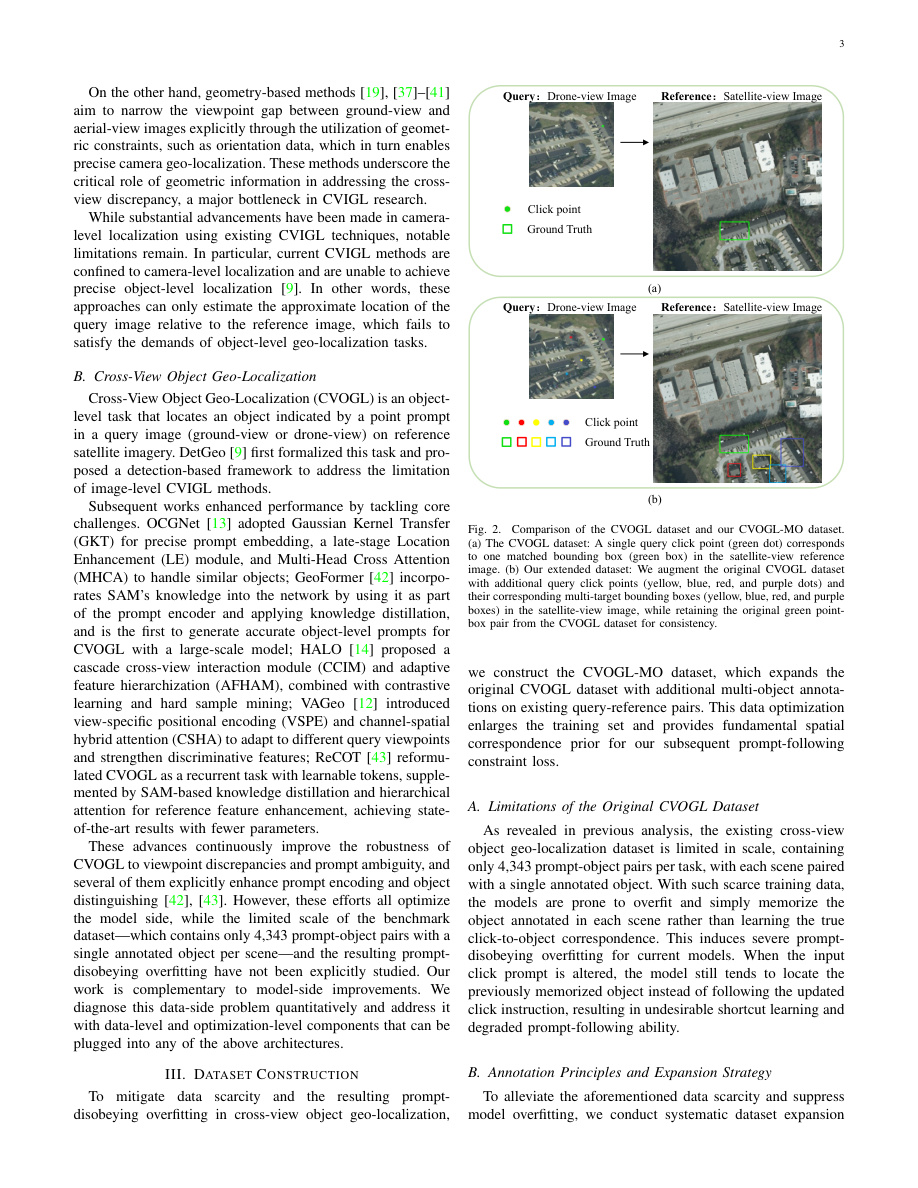 3
On the other hand, geometry-based methods [19], [37]–[41]
aim to narrow the viewpoint gap between ground-view and
aerial-view images explicitly through the utilization of geomet-
ric constraints, such as orientation data, which in turn enables
precise camera geo-localization. These methods underscore the
critical role of geometric information in addressing the cross-
view discrepancy, a major bottleneck in CVIGL research.
While substantial advancements have been made in camera-
level localization using existing CVIGL techniques, notable
limitations remain. In particular, current CVIGL methods are
confined to camera-level localization and are unable to achieve
precise object-level localization [9]. In other words, these
approaches can only estimate the approximate location of the
query image relative to the reference image, which fails to
satisfy the demands of object-level geo-localization tasks.
B. Cross-View Object Geo-Localization
Cross-View Object Geo-Localization (CVOGL) is an object-
level task that locates an object indicated by a point prompt
in a query image (ground-view or drone-view) on reference
satellite imagery. DetGeo [9] first formalized this task and pro-
posed a detection-based framework to address the limitation
of image-level CVIGL methods.
Subsequent works enhanced performance by tackling core
challenges. OCGNet [13] adopted Gaussian Kernel Transfer
(GKT) for precise prompt embedding, a late-stage Location
Enhancement (LE) module, and Multi-Head Cross Attention
(MHCA) to handle similar objects; GeoFormer [42] incorpo-
rates SAM's knowledge into the network by using it as part
of the prompt encoder and applying knowledge distillation,
and is the first to generate accurate object-level prompts for
CVOGL with a large-scale model; HALO [14] proposed a
cascade cross-view interaction module (CCIM) and adaptive
feature hierarchization (AFHAM), combined with contrastive
learning and hard sample mining; VAGeo [12] introduced
view-specific positional encoding (VSPE) and channel-spatial
hybrid attention (CSHA) to adapt to different query viewpoints
and strengthen discriminative features; ReCOT [43] reformu-
lated CVOGL as a recurrent task with learnable tokens, supple-
mented by SAM-based knowledge distillation and hierarchical
attention for reference feature enhancement, achieving state-
of-the-art results with fewer parameters.
These advances continuously improve the robustness of
CVOGL to viewpoint discrepancies and prompt ambiguity, and
several of them explicitly enhance prompt encoding and object
distinguishing [42], [43]. However, these efforts all optimize
the model side, while the limited scale of the benchmark
dataset—which contains only 4,343 prompt-object pairs with a
single annotated object per scene—and the resulting prompt-
disobeying overfitting have not been explicitly studied. Our
work is complementary to model-side improvements. We
diagnose this data-side problem quantitatively and address it
with data-level and optimization-level components that can be
plugged into any of the above architectures.
III. DATASET CONSTRUCTION
To mitigate data scarcity and the resulting prompt-
disobeying overfitting in cross-view object geo-localization,
Query: Drone-view Image
Reference: Satellite-view Image
Click point
Ground Truth
(a)
Query: Drone-view Image
Reference: Satellite-view Image
Click point
Ground Truth
(b)
Fig. 2. Comparison of the CVOGL dataset and our CVOGL-MO dataset.
(a) The CVOGL dataset: A single query click point (green dot) corresponds
to one matched bounding box (green box) in the satellite-view reference
image. (b) Our extended dataset: We augment the original CVOGL dataset
with additional query click points (yellow, blue, red, and purple dots) and
their corresponding multi-target bounding boxes (yellow, blue, red, and purple
boxes) in the satellite-view image, while retaining the original green point-
box pair from the CVOGL dataset for consistency.
we construct the CVOGL-MO dataset, which expands the
original CVOGL dataset with additional multi-object annota-
tions on existing query-reference pairs. This data optimization
enlarges the training set and provides fundamental spatial
correspondence prior for our subsequent prompt-following
constraint loss.
A. Limitations of the Original CVOGL Dataset
As revealed in previous analysis, the existing cross-view
object geo-localization dataset is limited in scale, containing
only 4,343 prompt-object pairs per task, with each scene paired
with a single annotated object. With such scarce training data,
the models are prone to overfit and simply memorize the
object annotated in each scene rather than learning the true
click-to-object correspondence. This induces severe prompt-
disobeying overfitting for current models. When the input
click prompt is altered, the model still tends to locate the
previously memorized object instead of following the updated
click instruction, resulting in undesirable shortcut learning and
degraded prompt-following ability.
B. Annotation Principles and Expansion Strategy
To alleviate the aforementioned data scarcity and suppress
model overfitting, we conduct systematic dataset expansion